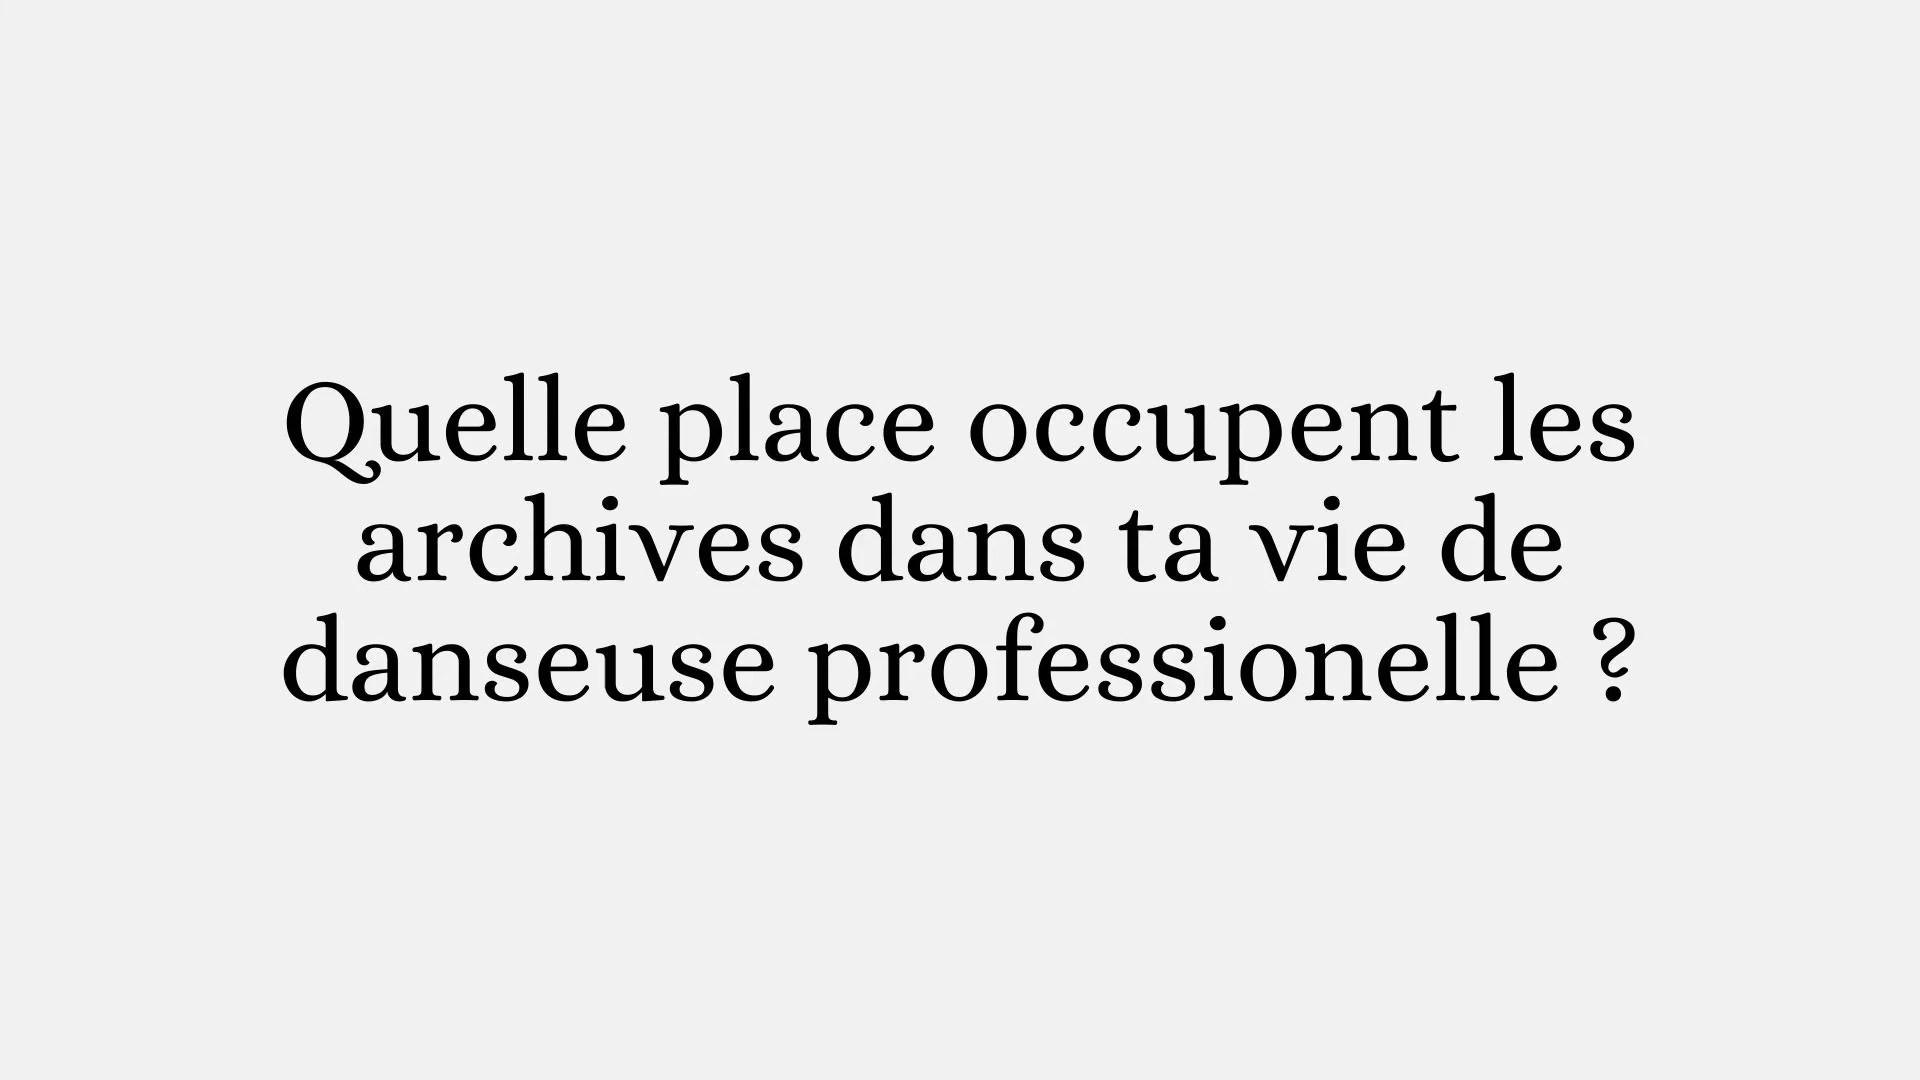 Quelle place occupent les
archives dans ta vie de
danseuse professionelle ?